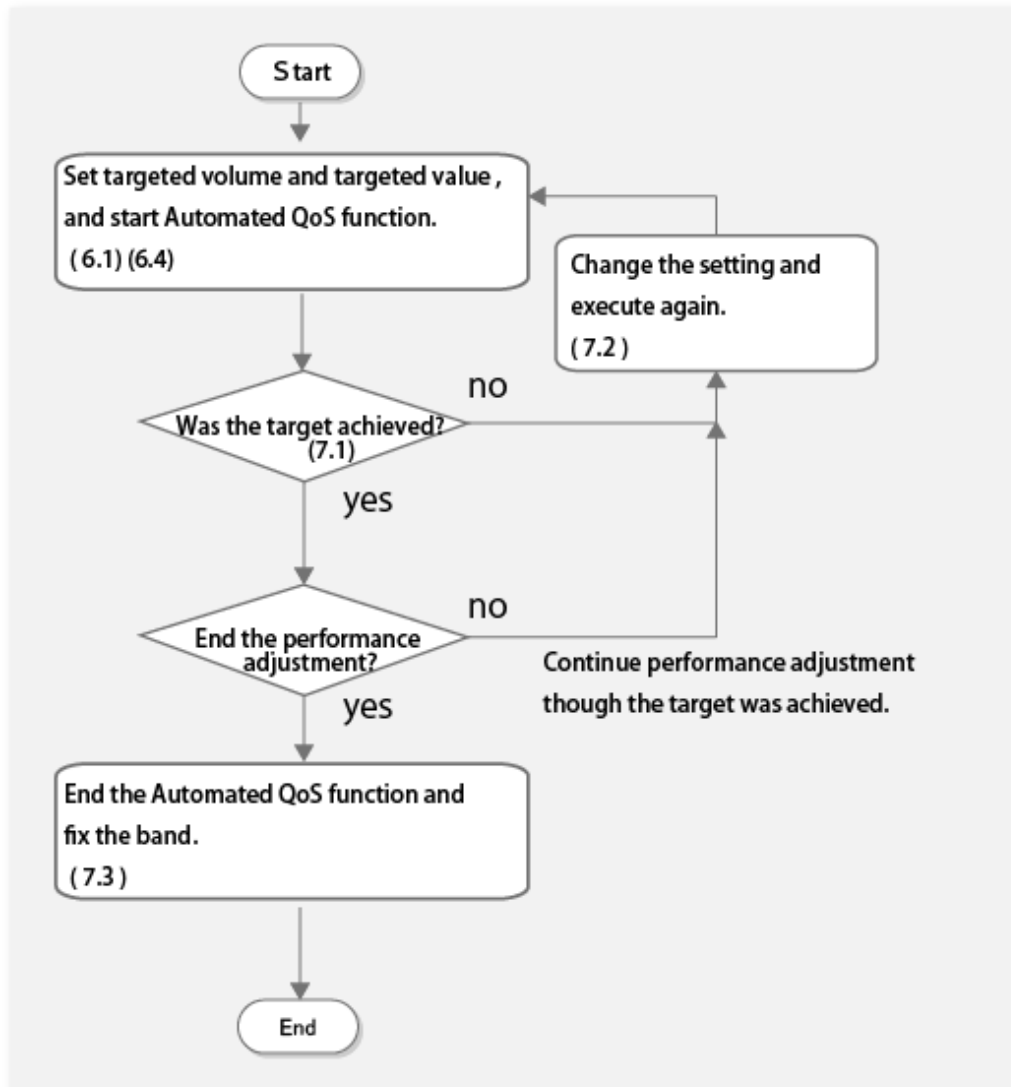 Start
Set targeted volume and targeted value ,
and start Automated QoS function.
( 6.1) (6.4)
Change the setting and
execute again.
( 7.2 )
no
Was the target achieved?
(7.1)
yes
no
End the performance
adjustment?
Continue performance adjustment
though the target was achieved.
yes
End the Automated QoS function and
fix the band.
( 7.3 )
End